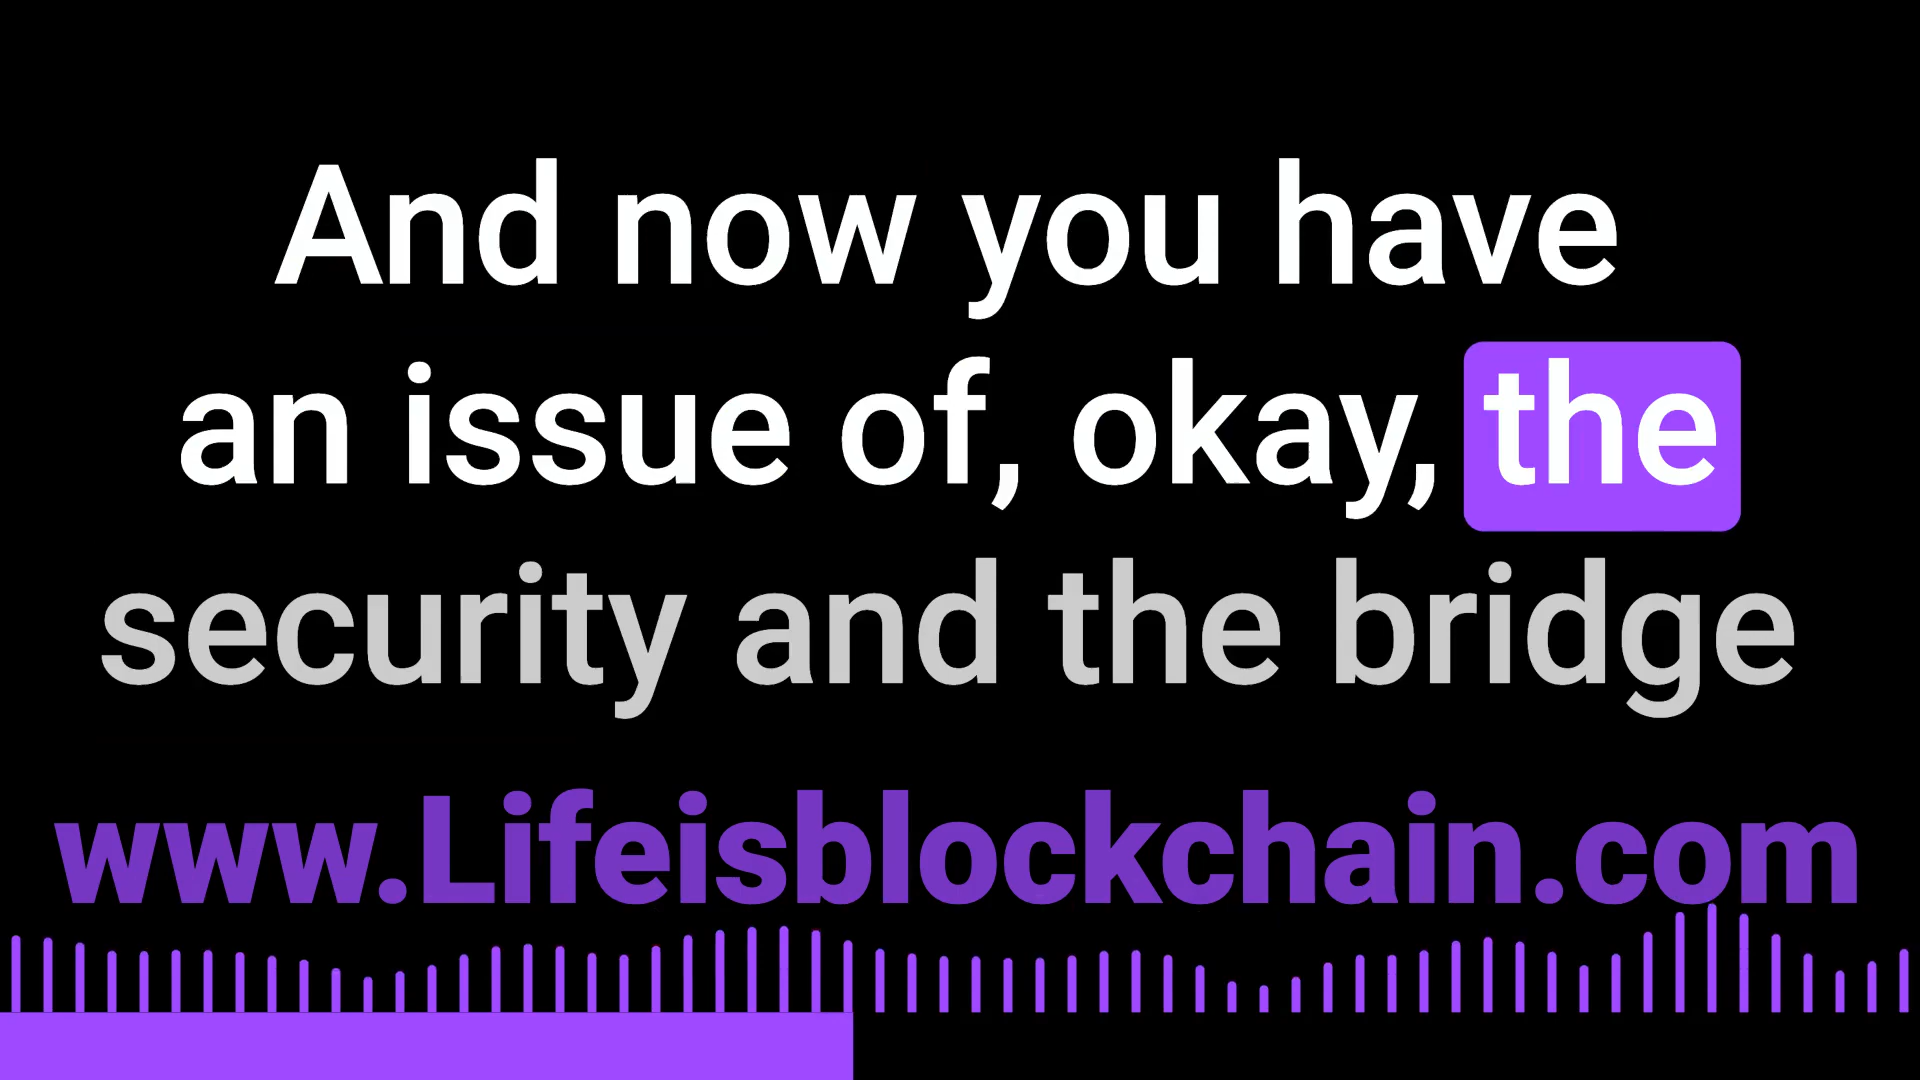 And now you have
an issue of, okay, the
security and the bridge
www.Lifeisblockchain.com